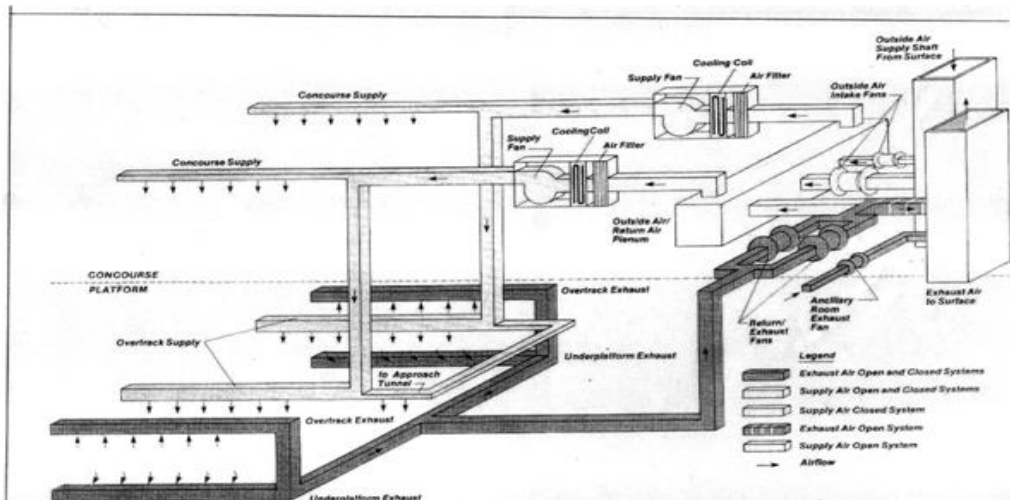 Outside Air
Supply Shaft
From Surface
Cooling Coil
Supply Fan
Air Filter
Outside Air
Intake Fans
Concourse Supply
Supply
Fan
Cooling Coil
Air Filter
Concourse Supply
Outside Air/
Return Air
Plenum
CONCOURSE
PLATFORM
Overtrack Exhaust
Exhaust Air
to Surface
Ancillary
Room
Exhaust
Fan
Return/
Exhaust
Fans
Overtrack Supply
Underplatform Exhaust
to Approach
Tunnel
Overtrack Exhaust
Underplatform Exhaust
Legend
Exhaust Air Open and Closed Systems
Supply Air Open and Closed Systems
Supply Air Closed System
Exhaust Air Open System
Supply Air Open System
Airflow